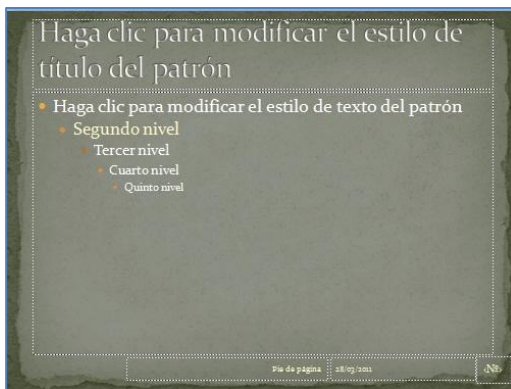 Haga clic para modificar el estilo de
título del patrón
Haga clic para modificar el estilo de texto del patrón
Segundo nivel
Tercer nivel
Cuarto nivel
Quinto nivel
Pie de página 28/03/2011 ‹Nº›